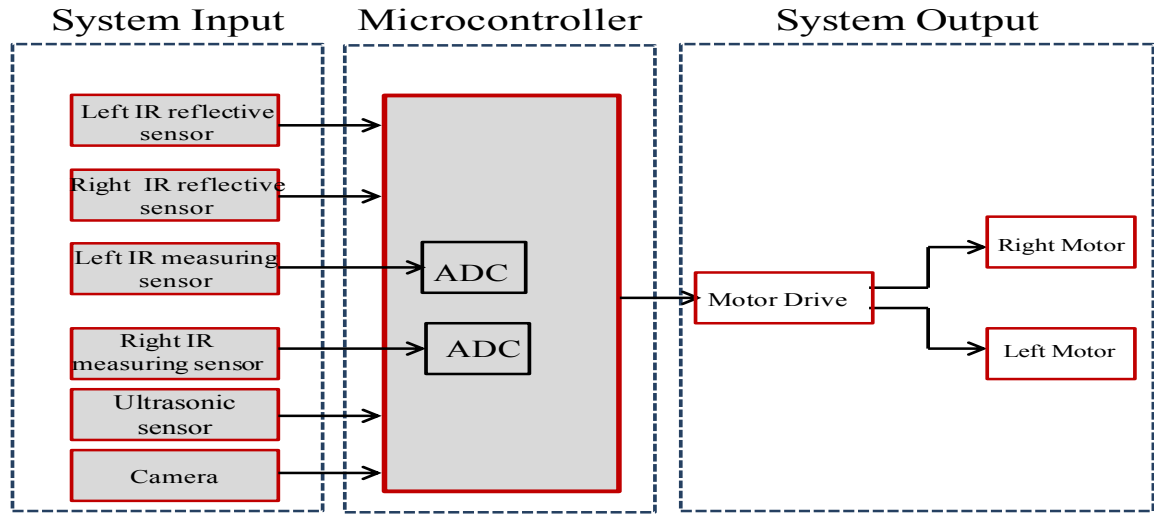 System Input
Microcontroller
System Output
Left IR reflective
sensor
Right IR reflective
sensor
Left IR measuring
sensor
Right IR
measuring sensor
Ultrasonic
sensor
Camera
ADC
ADC
Motor Drive
Right Motor
Left Motor